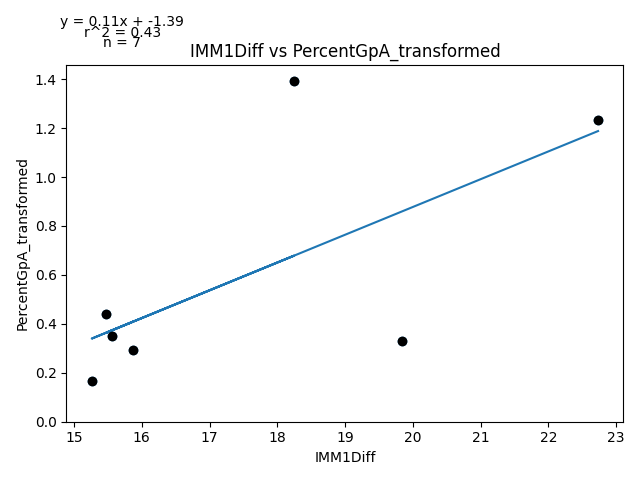 y = 0.11x + -1.39
r^2 = 0.43
n = 7
IMM1Diff vs PercentGpA_transformed
1.4
1.2
1.0
0.8
0.6
0.4
0.2
0.0
PercentGpA_transformed
15 16 17 18 19 20 21 22 23
IMM1Diff